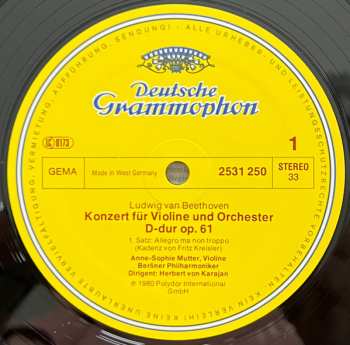 ALLE URHEBER- UND LEISTUNGSSCHUTZRECHTE VORBEHALTEN
KEIN VERLEIH! KEINE UNERLAUBTE VERVIELFÄLTIGUNG, VERMIETUNG, AUFFÜHRUNG, SENDUNG!
Deutsche
Grammophon
LC 0173
1
GEMA
Made in West Germany
2531 250
STEREO
33
Ludwig van Beethoven
Konzert für Violine und Orchester
D-dur op. 61
1. Satz: Allegro ma non troppo
(Kadenz von Fritz Kreisler)
Anne-Sophie Mutter, Violine
Berliner Philharmoniker
Dirigent: Herbert von Karajan
℗ 1980 Polydor International
GmbH